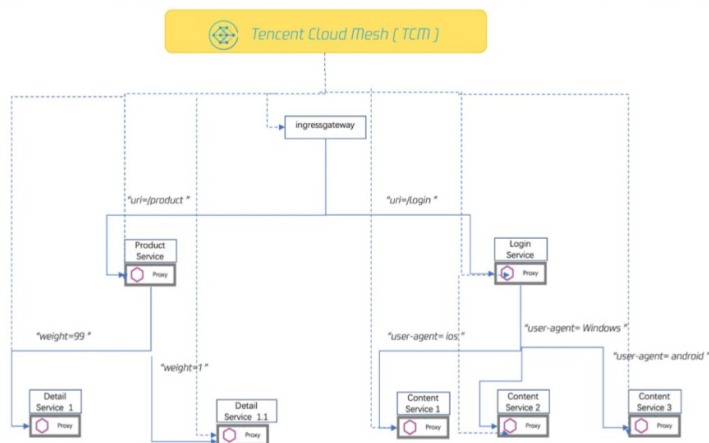 Tencent Cloud Mesh ( TCM )
ingressgateway
"uri=/product "
"uri=/login "
Product
Service
Proxy
Login
Service
Proxy
"weight=99 "
"user-agent= ios"
"user-agent= Windows "
"weight=1"
"user-agent= android "
Detail
Service 1
Proxy
Detail
Service 1.1
Proxy
Content
Service 1
Proxy
Content
Service 2
Proxy
Content
Service 3
Proxy